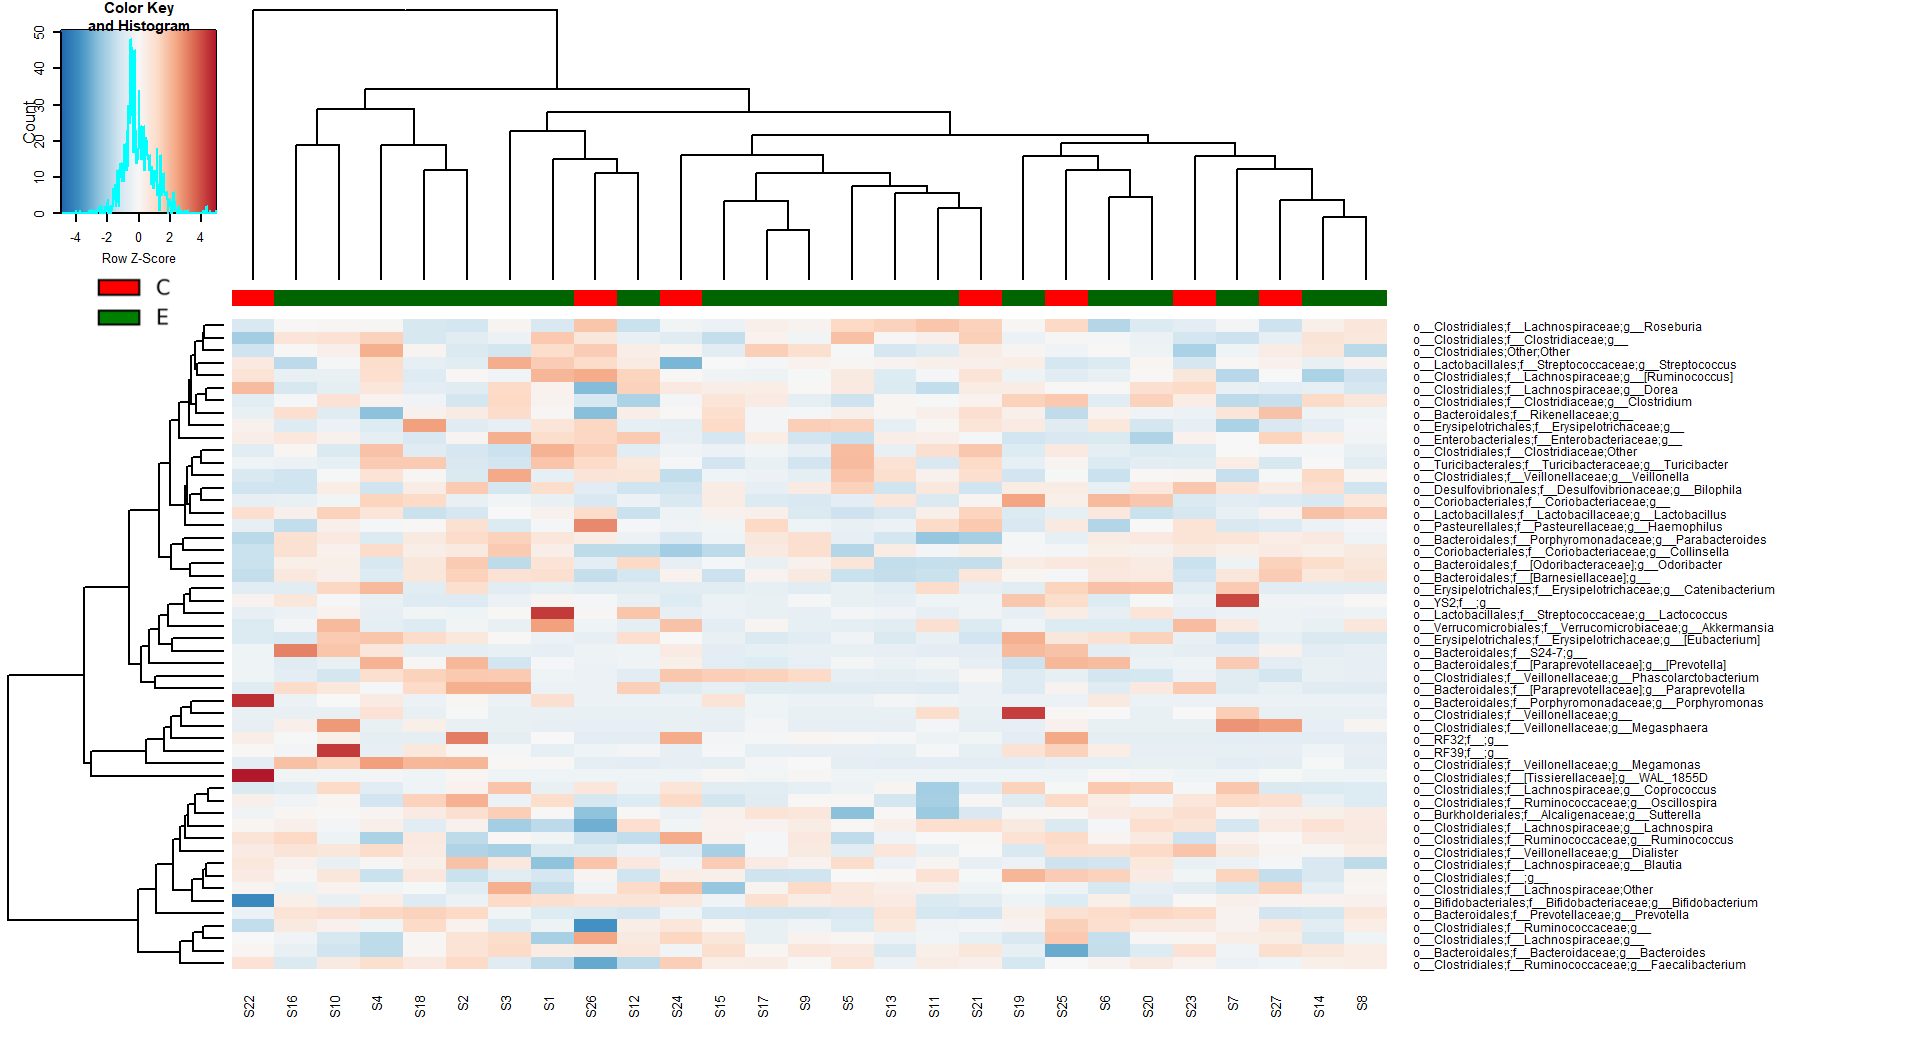 Color Key
and Histogram
Count
0
10
20
30
40
50
-4 -2 0 2 4
Row Z-Score
C
E
o__Clostridiales;f__Lachnospiraceae;g__Roseburia
o__Clostridiales;f__Clostridiaceae;g__
o__Clostridiales;Other;Other
o__Lactobacillales;f__Streptococcaceae;g__Streptococcus
o__Clostridiales;f__Lachnospiraceae;g__[Ruminococcus]
o__Clostridiales;f__Lachnospiraceae;g__Dorea
o__Clostridiales;f__Clostridiaceae;g__Clostridium
o__Bacteroidales;f__Rikenellaceae;g__
o__Erysipelotrichales;f__Erysipelotrichaceae;g__
o__Enterobacteriales;f__Enterobacteriaceae;g__
o__Clostridiales;f__Clostridiaceae;Other
o__Turicibacterales;f__Turicibacteraceae;g__Turicibacter
o__Clostridiales;f__Veillonellaceae;g__Veillonella
o__Desulfovibrionales;f__Desulfovibrionaceae;g__Bilophila
o__Coriobacteriales;f__Coriobacteriaceae;g__
o__Lactobacillales;f__Lactobacillaceae;g__Lactobacillus
o__Pasteurellales;f__Pasteurellaceae;g__Haemophilus
o__Bacteroidales;f__Porphyromonadaceae;g__Parabacteroides
o__Coriobacteriales;f__Coriobacteriaceae;g__Collinsella
o__Bacteroidales;f__[Odoribacteraceae];g__Odoribacter
o__Bacteroidales;f__[Barnesiellaceae];g__
o__Erysipelotrichales;f__Erysipelotrichaceae;g__Catenibacterium
o__YS2;f__;g__
o__Lactobacillales;f__Streptococcaceae;g__Lactococcus
o__Verrucomicrobiales;f__Verrucomicrobiaceae;g__Akkermansia
o__Erysipelotrichales;f__Erysipelotrichaceae;g__[Eubacterium]
o__Bacteroidales;f__S24-7;g__
o__Bacteroidales;f__[Paraprevotellaceae];g__[Prevotella]
o__Clostridiales;f__Veillonellaceae;g__Phascolarctobacterium
o__Bacteroidales;f__[Paraprevotellaceae];g__Paraprevotella
o__Bacteroidales;f__Porphyromonadaceae;g__Porphyromonas
o__Clostridiales;f__Veillonellaceae;g__
o__Clostridiales;f__Veillonellaceae;g__Megasphaera
o__RF32;f__;g__
o__RF39;f__;g__
o__Clostridiales;f__Veillonellaceae;g__Megamonas
o__Clostridiales;f__[Tissierellaceae];g__WAL_1855D
o__Clostridiales;f__Lachnospiraceae;g__Coprococcus
o__Clostridiales;f__Ruminococcaceae;g__Oscillospira
o__Burkholderiales;f__Alcaligenaceae;g__Sutterella
o__Clostridiales;f__Lachnospiraceae;g__Lachnospira
o__Clostridiales;f__Ruminococcaceae;g__Ruminococcus
o__Clostridiales;f__Veillonellaceae;g__Dialister
o__Clostridiales;f__Lachnospiraceae;g__Blautia
o__Clostridiales;f__;g__
o__Clostridiales;f__Lachnospiraceae;Other
o__Bifidobacteriales;f__Bifidobacteriaceae;g__Bifidobacterium
o__Bacteroidales;f__Prevotellaceae;g__Prevotella
o__Clostridiales;f__Ruminococcaceae;g__
o__Clostridiales;f__Lachnospiraceae;g__
o__Bacteroidales;f__Bacteroidaceae;g__Bacteroides
o__Clostridiales;f__Ruminococcaceae;g__Faecalibacterium
S22 S16 S10 S4 S18 S2 S3 S1 S26 S12 S24 S15 S17 S9 S5 S13 S11 S21 S19 S25 S6 S20 S23 S7 S27 S14 S8